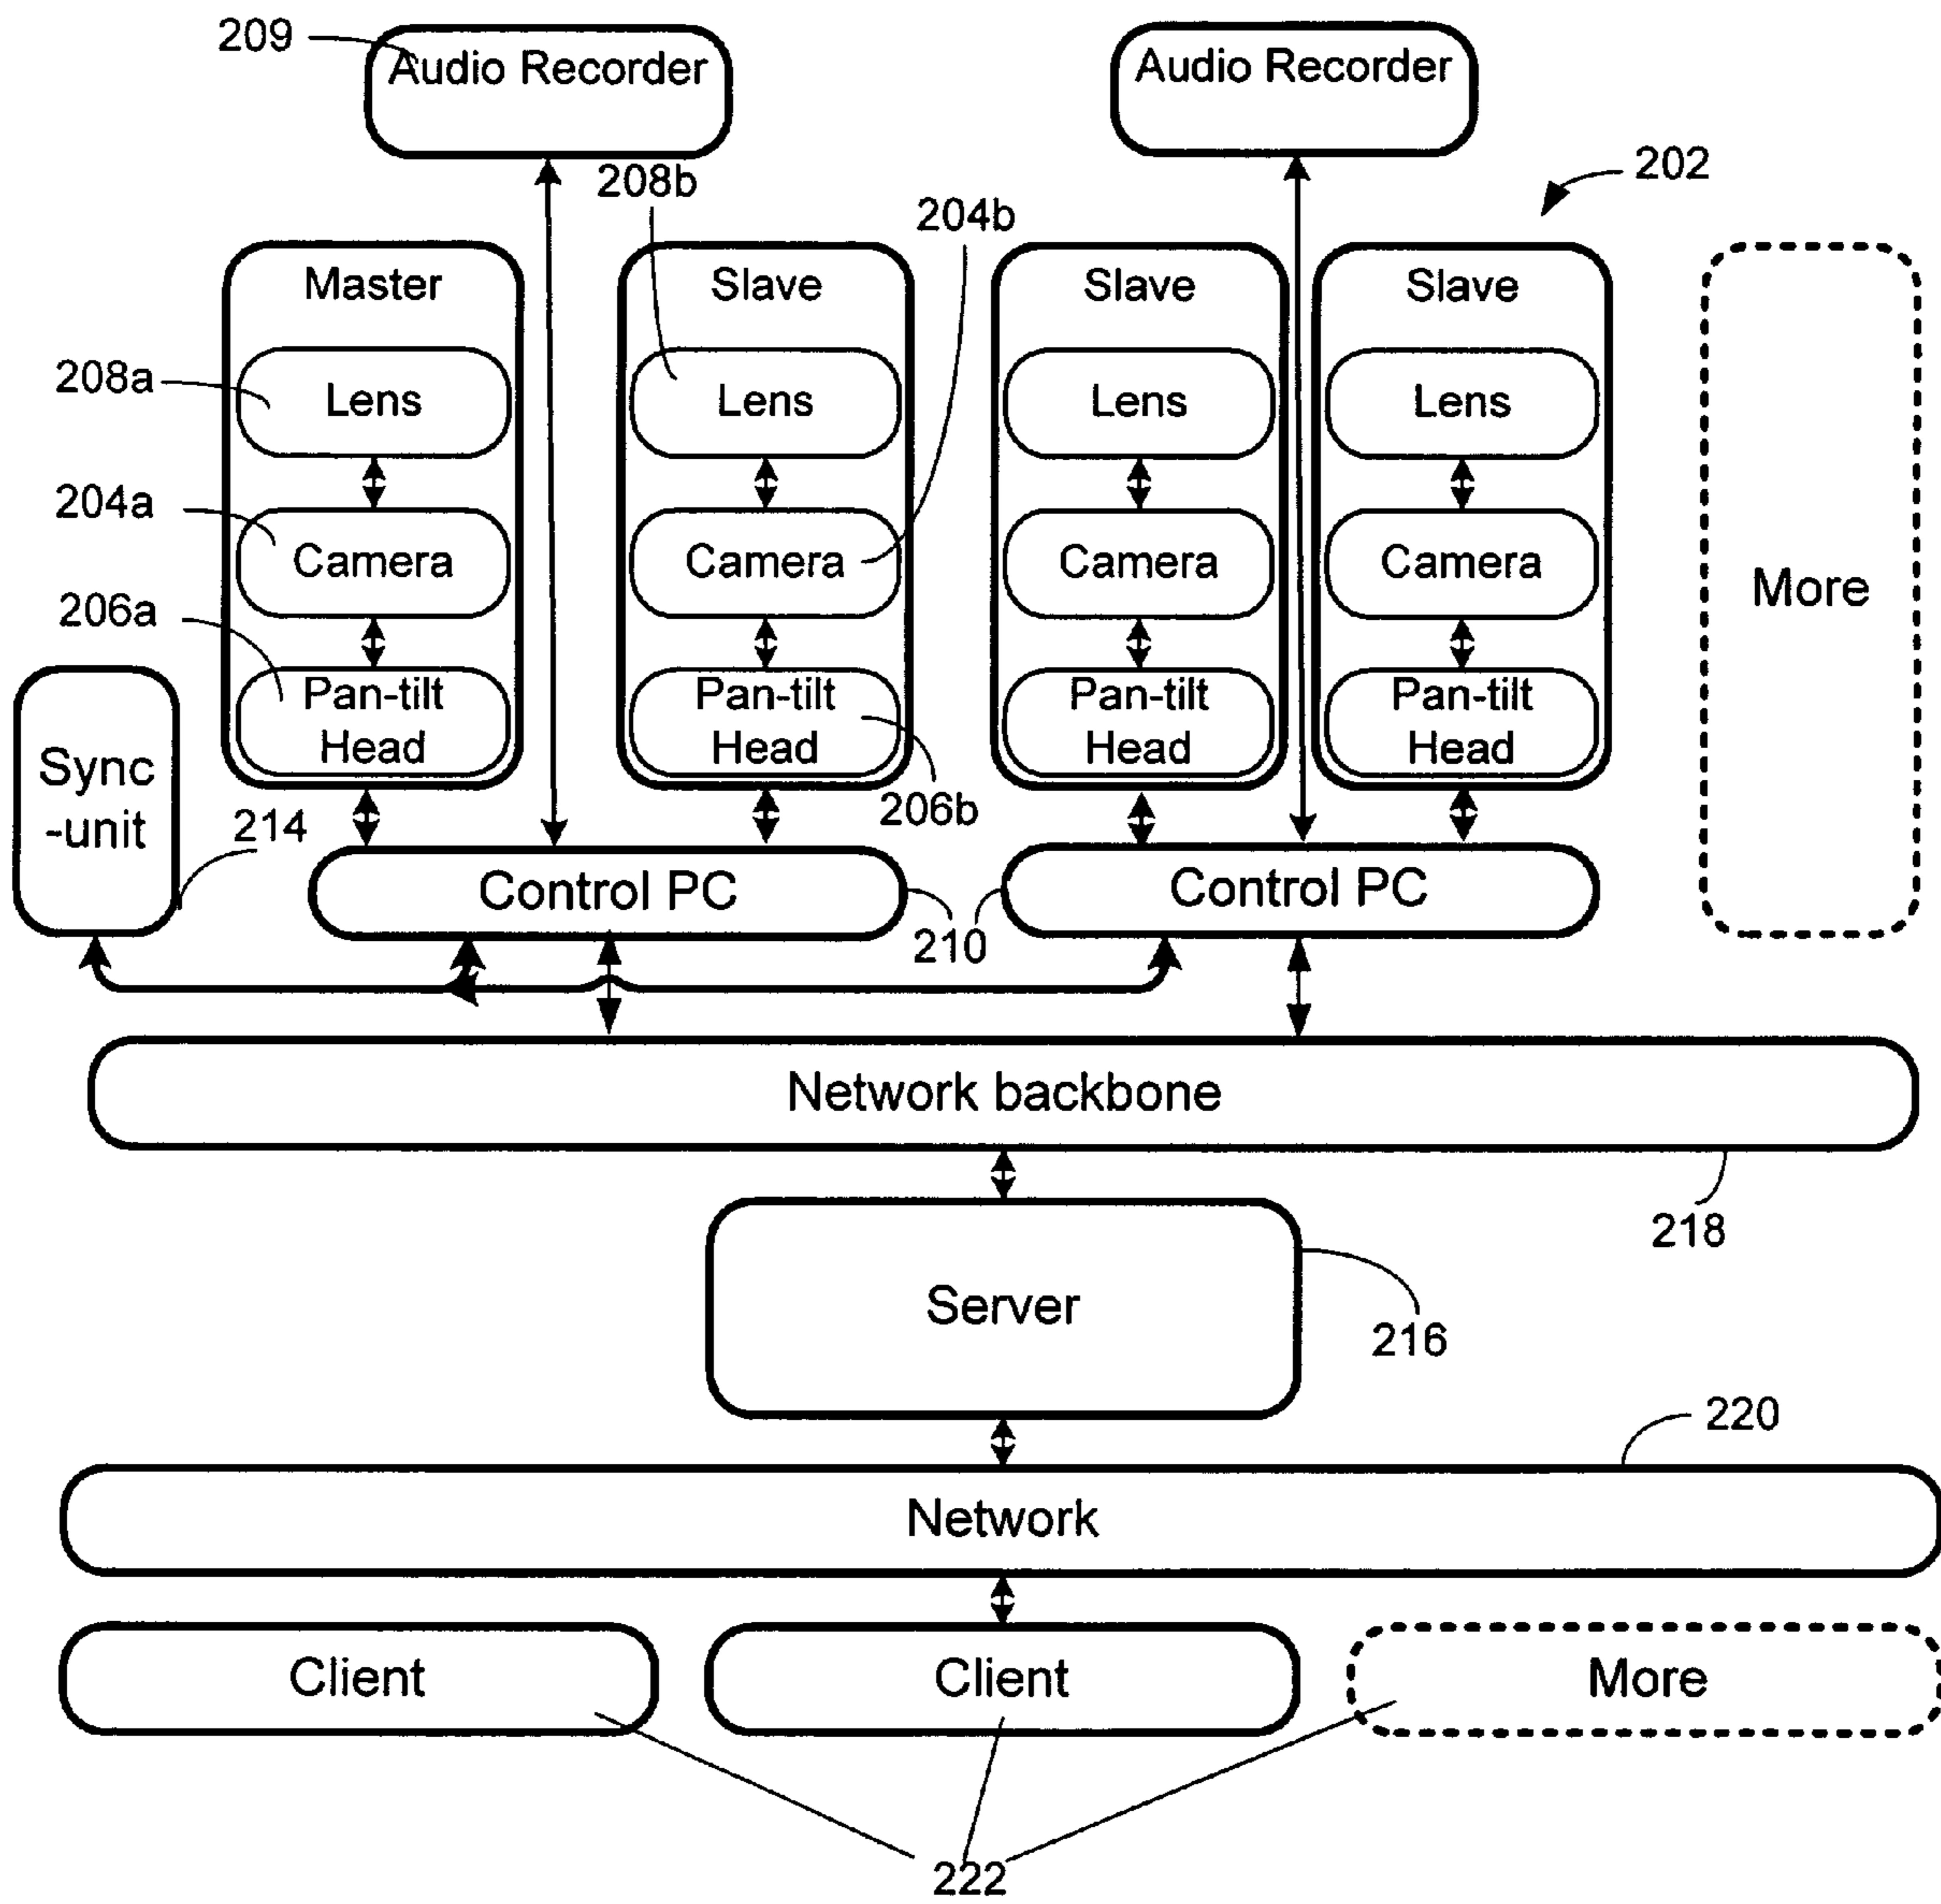 209
Audio Recorder
Audio Recorder
202
208b
204b
Master
Slave
Slave
Slave
More
208a
Lens
Lens
Lens
Lens
204a
Camera
Camera
Camera
Camera
206a
Pan-tilt
Head
Pan-tilt
Head
Pan-tilt
Head
Pan-tilt
Head
206b
Sync
-unit
214
Control PC
210
Control PC
Network backbone
218
Server
216
220
Network
Client
Client
More
222